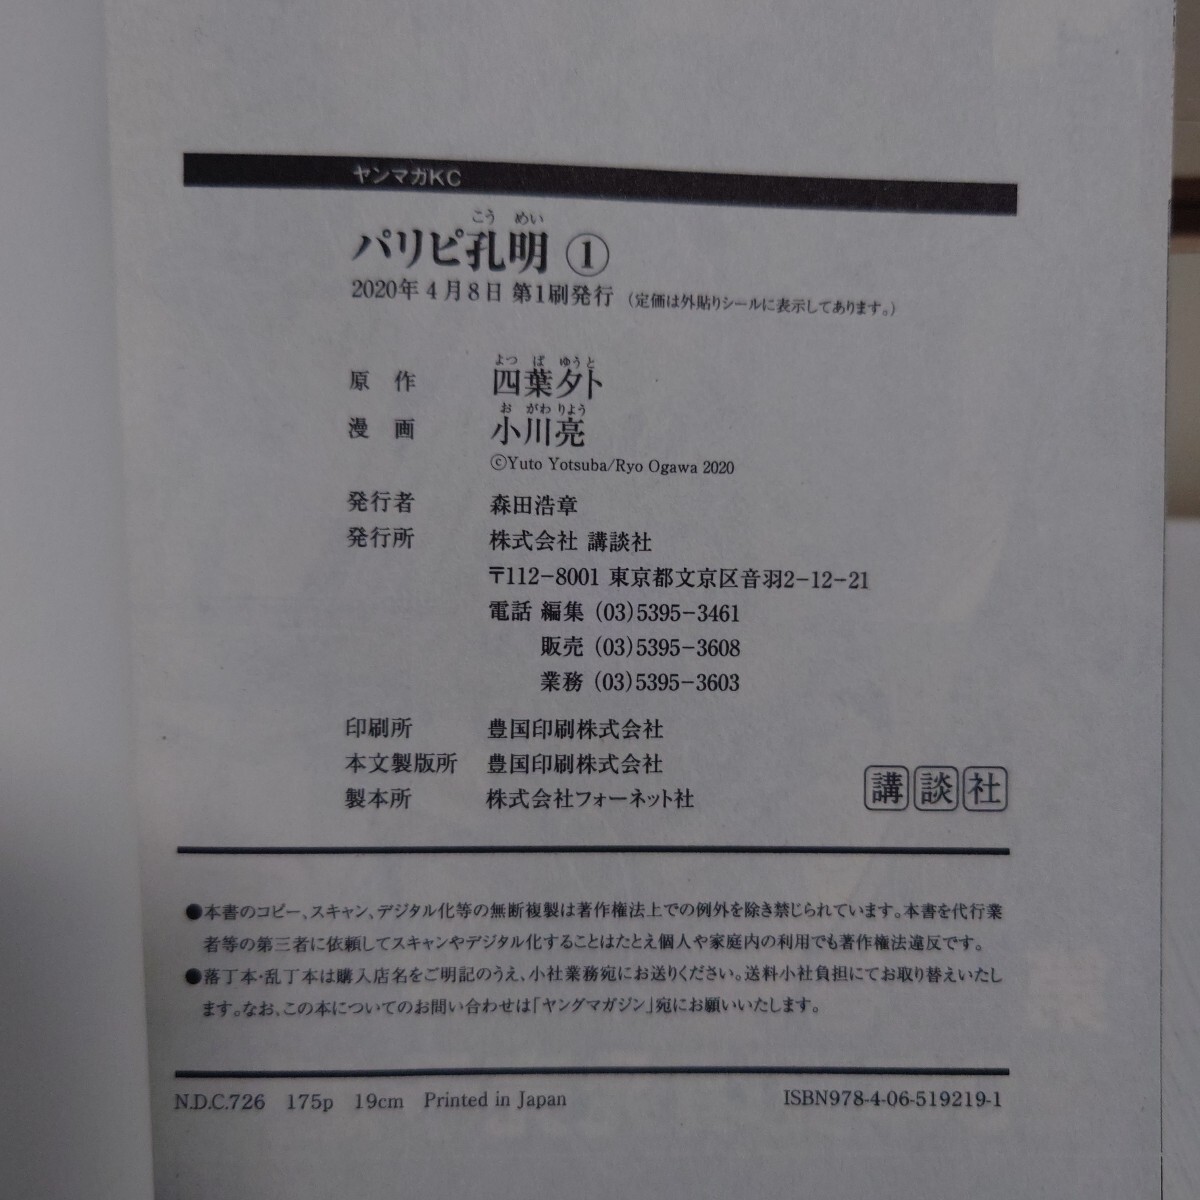 ヤンマガKC
こう めい
パリピ孔明 ①
2020年4月8日 第1刷発行 （定価は外貼りシールに表示してあります。）
よつ ば ゆうと
原作 四葉夕ト
お がわ りょう
漫画 小川亮
©Yuto Yotsuba/Ryo Ogawa 2020
発行者 森田浩章
発行所 株式会社 講談社
〒112-8001 東京都文京区音羽2-12-21
電話 編集 (03)5395-3461
販売 (03)5395-3608
業務 (03)5395-3603
印刷所 豊国印刷株式会社
本文製版所 豊国印刷株式会社
製本所 株式会社フォーネット社
講談社
●本書のコピー、スキャン、デジタル化等の無断複製は著作権法上での例外を除き禁じられています。本書を代行業
者等の第三者に依頼してスキャンやデジタル化することはたとえ個人や家庭内の利用でも著作権法違反です。
●落丁本・乱丁本は購入店名をご明記のうえ、小社業務宛にお送りください。送料小社負担にてお取り替えいたし
ます。なお、この本についてのお問い合わせは「ヤングマガジン」宛にお願いいたします。
N.D.C.726 175p 19cm Printed in Japan ISBN978-4-06-519219-1